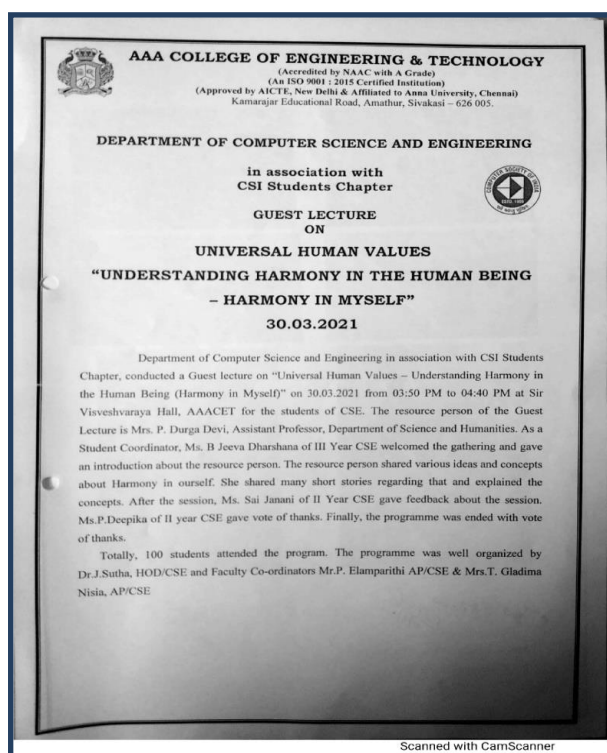 AAA COLLEGE OF ENGINEERING & TECHNOLOGY
(Accredited by NAAC with A Grade)
(An ISO 9001 : 2015 Certified Institution)
(Approved by AICTE, New Delhi & Affiliated to Anna University, Chennai)
Kamarajar Educational Road, Amathur, Sivakasi – 626 005.
DEPARTMENT OF COMPUTER SCIENCE AND ENGINEERING
in association with
CSI Students Chapter
COMPUTER SOCIETY OF INDIA
GUEST LECTURE
ON
UNIVERSAL HUMAN VALUES
“UNDERSTANDING HARMONY IN THE HUMAN BEING
– HARMONY IN MYSELF”
30.03.2021
Department of Computer Science and Engineering in association with CSI Students
Chapter, conducted a Guest lecture on “Universal Human Values – Understanding Harmony in
the Human Being (Harmony in Myself)” on 30.03.2021 from 03:50 PM to 04:40 PM at Sir
Visveshvaraya Hall, AAACET for the students of CSE. The resource person of the Guest
Lecture is Mrs. P. Durga Devi, Assistant Professor, Department of Science and Humanities. As a
Student Coordinator, Ms. B Jeeva Dharshana of III Year CSE welcomed the gathering and gave
an introduction about the resource person. The resource person shared various ideas and concepts
about Harmony in ourself. She shared many short stories regarding that and explained the
concepts. After the session, Ms. Sai Janani of II Year CSE gave feedback about the session.
Ms.P.Deepika of II year CSE gave vote of thanks. Finally, the programme was ended with vote
of thanks.
Totally, 100 students attended the program. The programme was well organized by
Dr.J.Sutha, HOD/CSE and Faculty Co-ordinators Mr.P. Elamparithi AP/CSE & Mrs.T. Gladima
Nisia, AP/CSE
Scanned with CamScanner